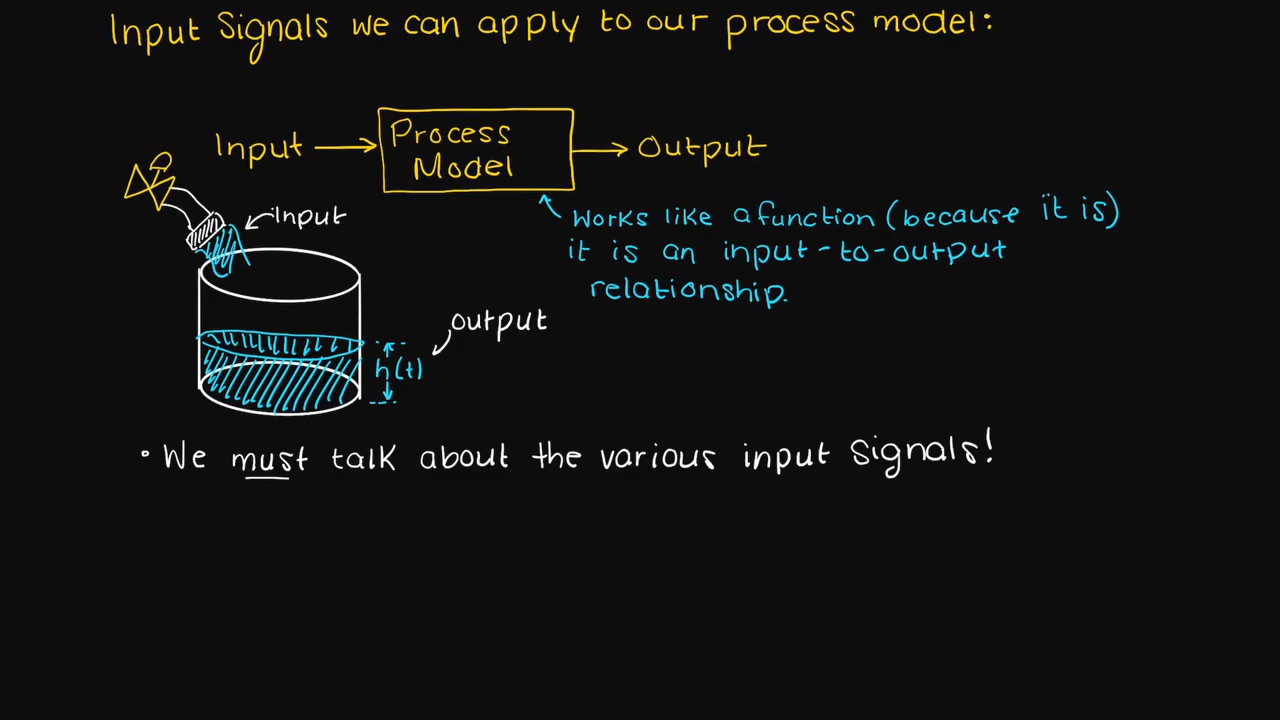 Input Signals we can apply to our process model:
Input → Process Model → Output
Input
works like a function (because it is)
it is an input-to-output
relationship.
output
h(t)
• We must talk about the various input signals!